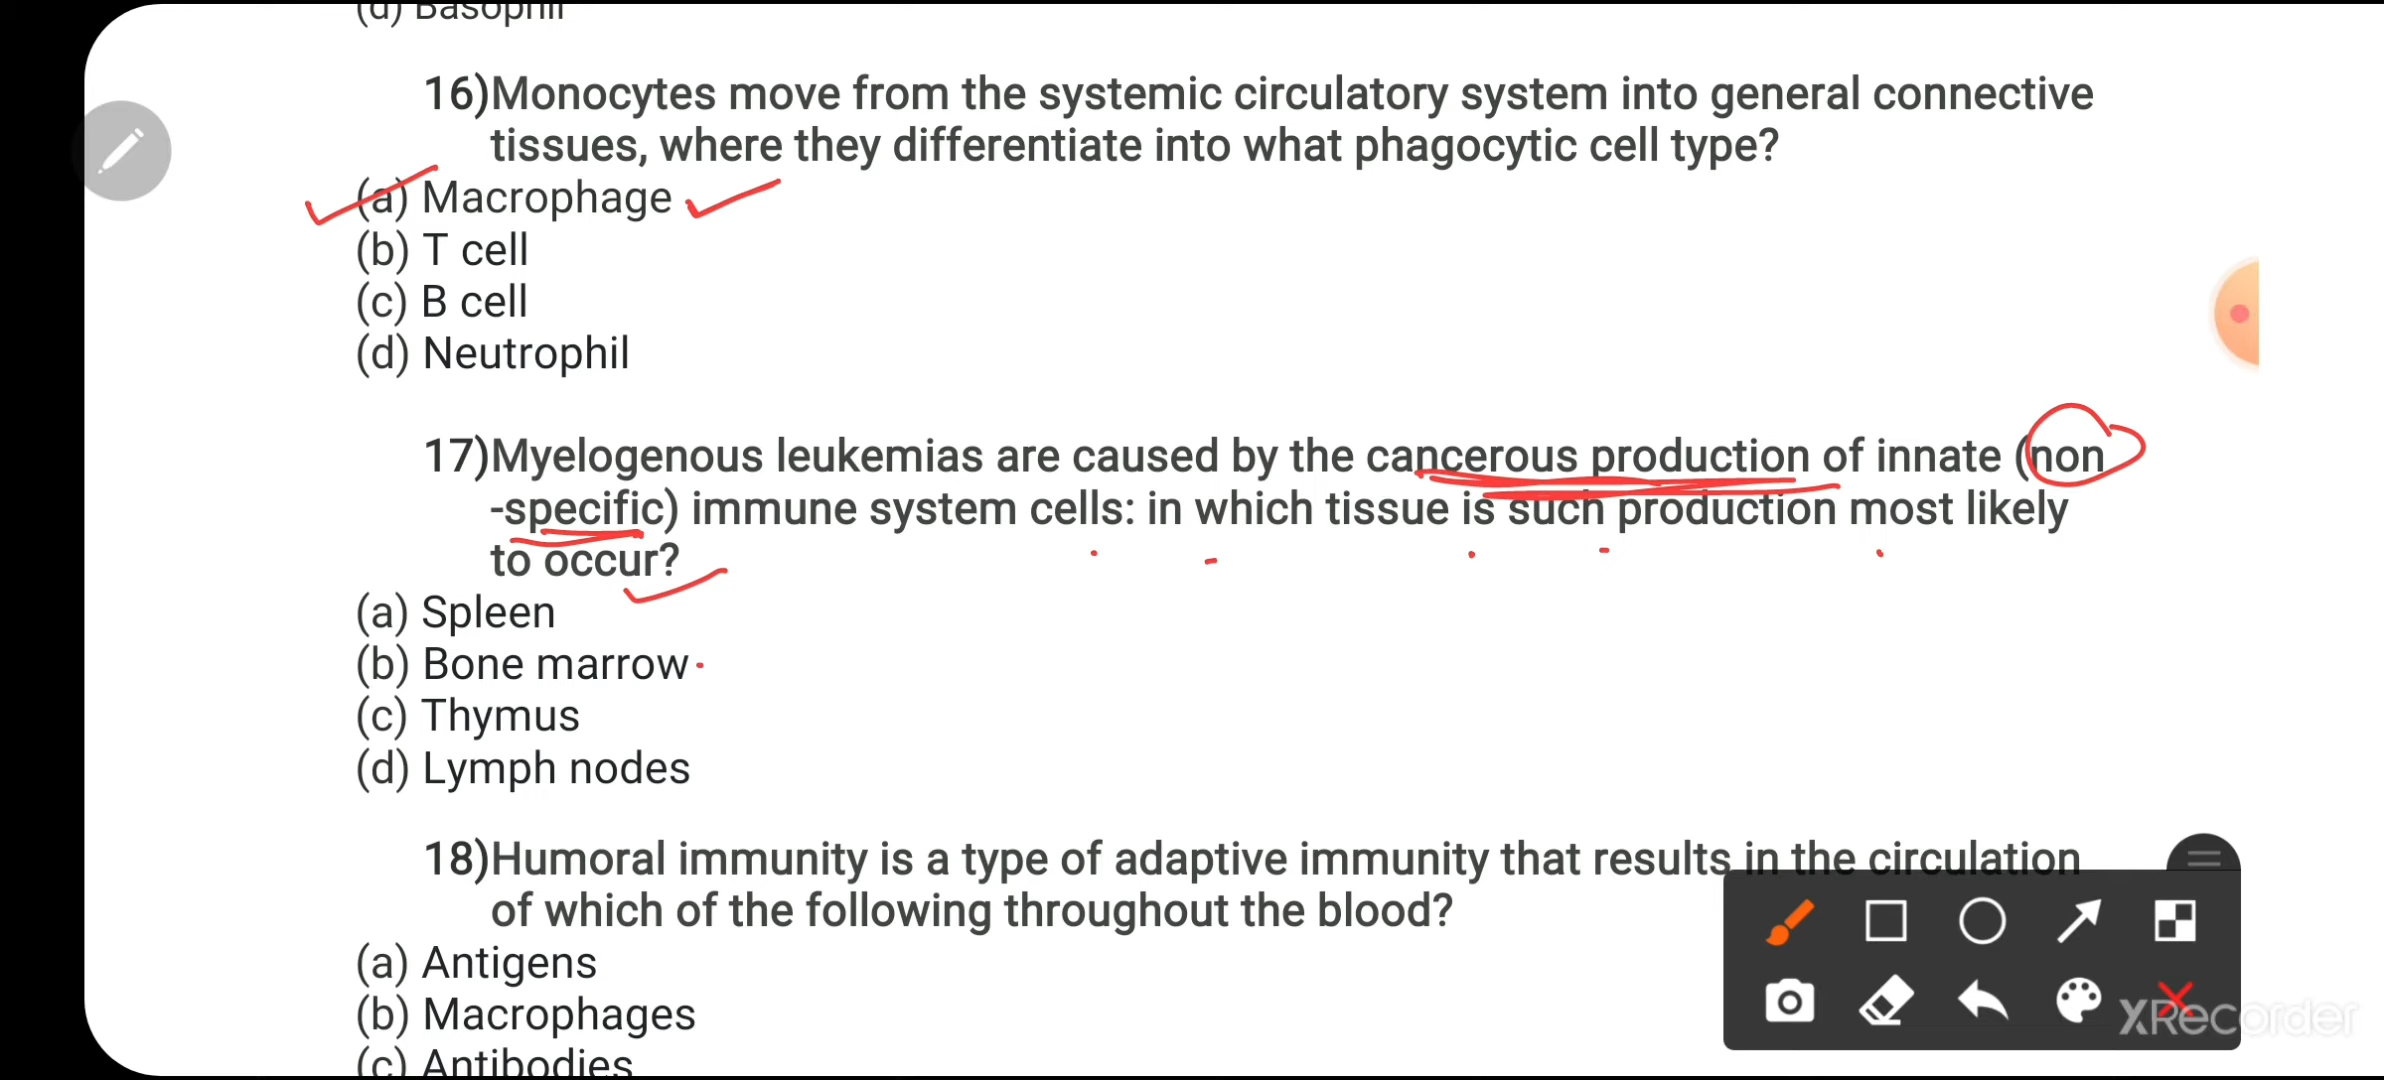 (d) Basophil
16)Monocytes move from the systemic circulatory system into general connective
tissues, where they differentiate into what phagocytic cell type?
(a) Macrophage
(b) T cell
(c) B cell
(d) Neutrophil
17)Myelogenous leukemias are caused by the cancerous production of innate (non
-specific) immune system cells: in which tissue is such production most likely
to occur?
(a) Spleen
(b) Bone marrow
(c) Thymus
(d) Lymph nodes
18)Humoral immunity is a type of adaptive immunity that results in the circulation
of which of the following throughout the blood?
(a) Antigens
(b) Macrophages
(c) Antibodies
XRecorder